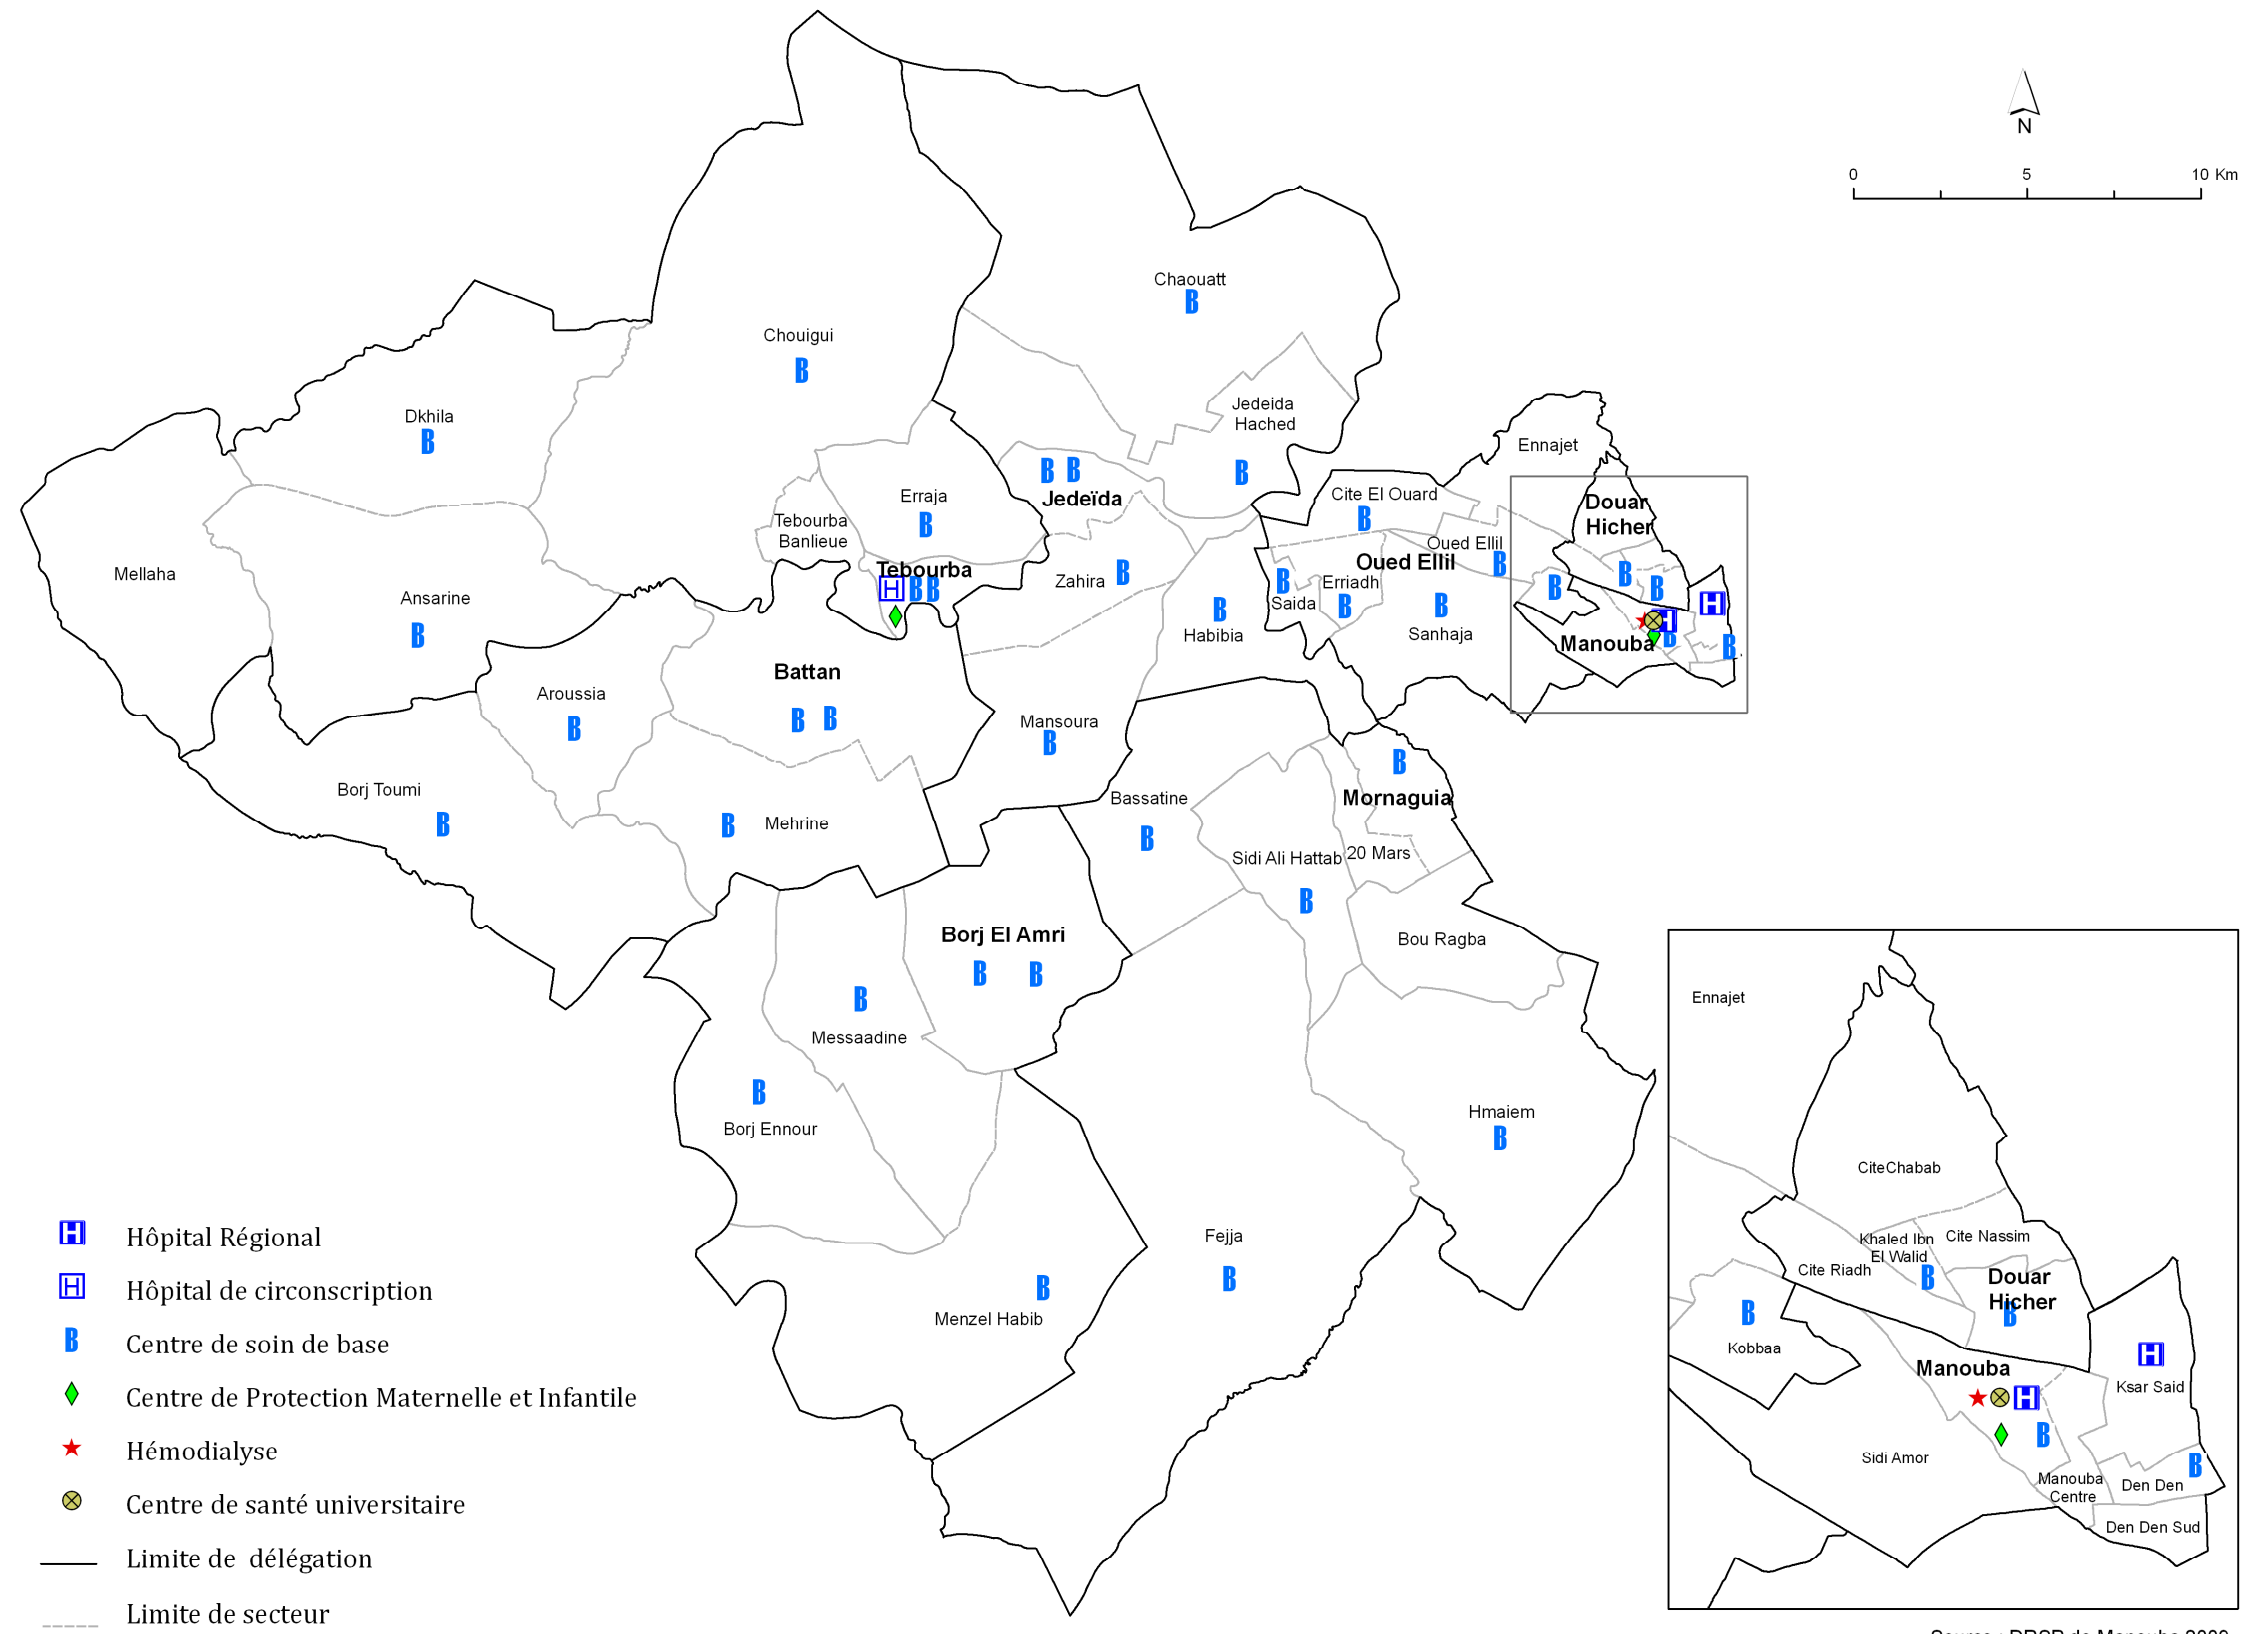 N
0 5 10 Km
Chaouatt
Chouigui
Jedeida
Hached
Dkhila
Ennajet
Erraja
Jedeïda
Cite El Ouard
Douar
Hicher
Tebourba
Banlieue
Oued Ellil
Oued Ellil
Tebourba
Mellaha
Zahira
Erriadh
Saida
Ansarine
Habibia
Sanhaja
Manouba
Battan
Aroussia
Mansoura
Borj Toumi
Bassatine
Mornaguia
Mehrine
Sidi Ali Hattab
20 Mars
Borj El Amri
Bou Ragba
Messaadine
Borj Ennour
Hmaiem
Fejja
Menzel Habib
Ennajet
CiteChabab
Khaled Ibn
El Walid
Cite Nassim
Cite Riadh
Douar
Hicher
Kobbaa
Manouba
Ksar Said
Sidi Amor
Manouba
Centre
Den Den
Den Den Sud
H Hôpital Régional
H Hôpital de circonscription
B Centre de soin de base
Centre de Protection Maternelle et Infantile
Hémodialyse
Centre de santé universitaire
Limite de délégation
Limite de secteur